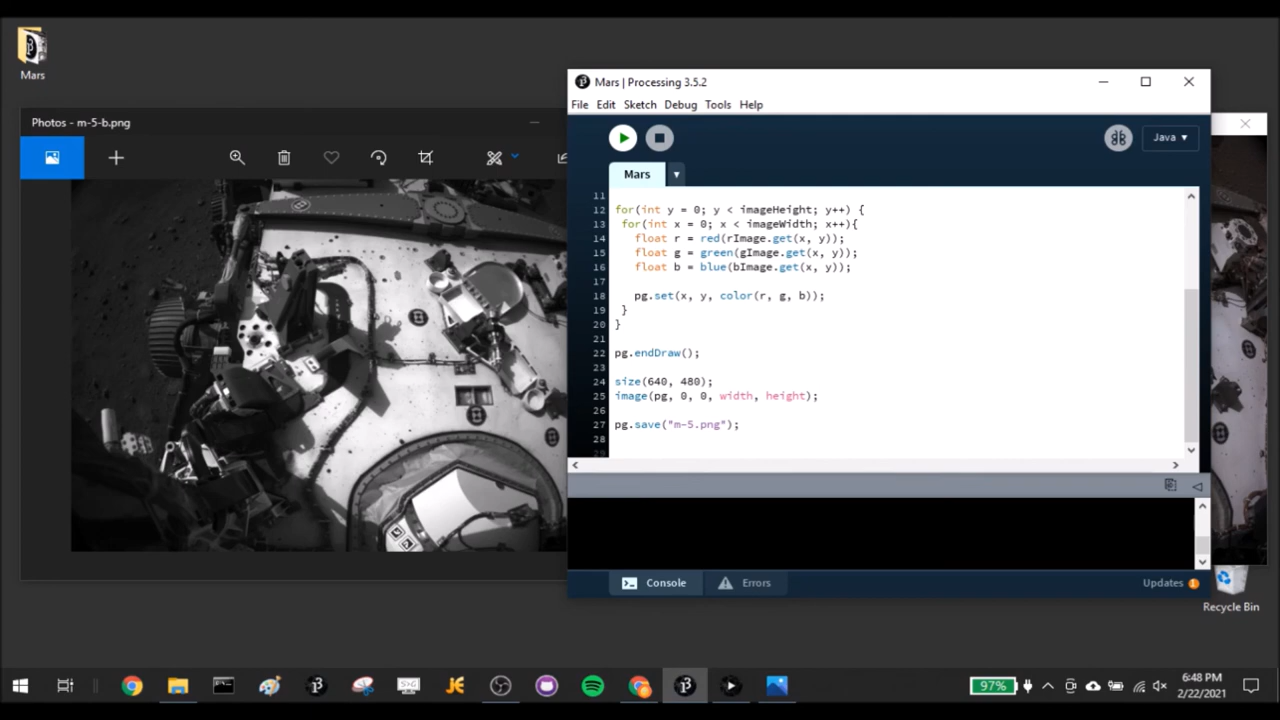 Mars
Photos - m-5-b.png
Mars | Processing 3.5.2
File Edit Sketch Debug Tools Help
Java ▾
Mars
11
12 for(int y = 0; y < imageHeight; y++) {
13 for(int x = 0; x < imageWidth; x++){
14 float r = red(rImage.get(x, y));
15 float g = green(gImage.get(x, y));
16 float b = blue(bImage.get(x, y));
17
18 pg.set(x, y, color(r, g, b));
19 }
20 }
21
22 pg.endDraw();
23
24 size(640, 480);
25 image(pg, 0, 0, width, height);
26
27 pg.save("m-5.png");
28
29
Console Errors
Updates 1
Recycle Bin
97%
6:48 PM
2/22/2021